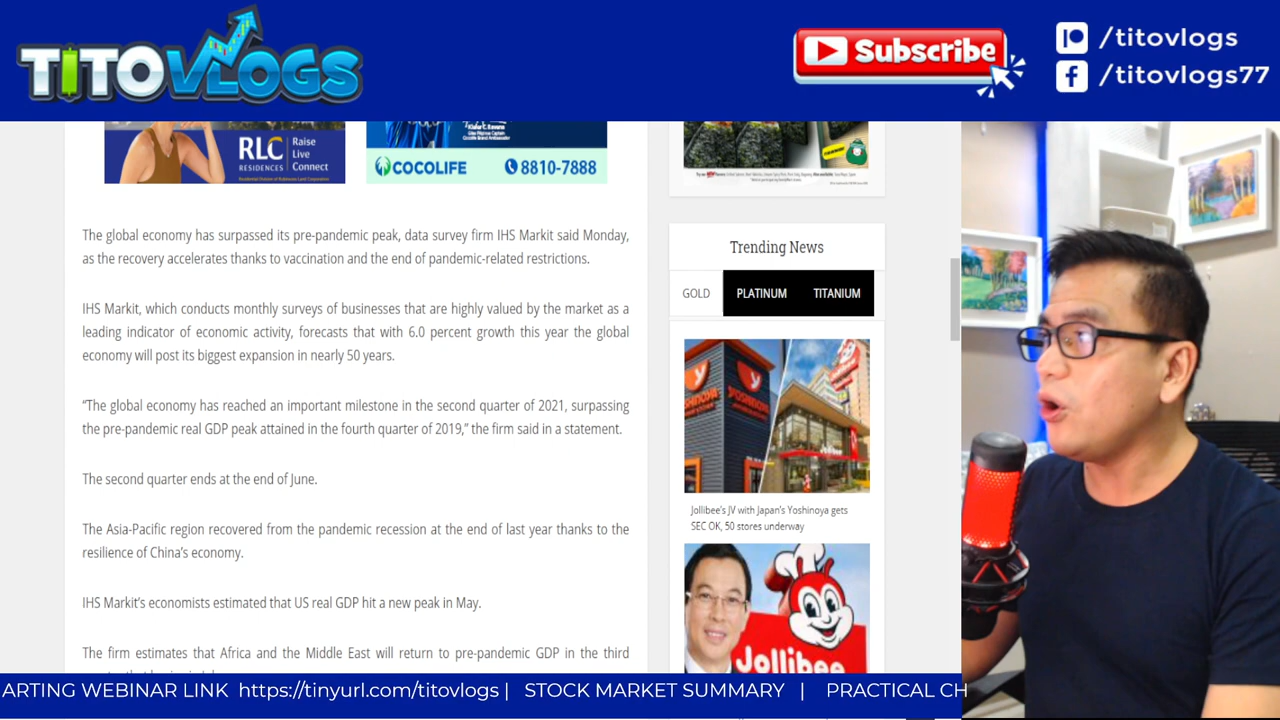 TITOVLOGS
Subscribe
/titovlogs
/titovlogs77
RLC
RESIDENCES
Raise
Live
Connect
COCOLIFE
8810-7888
The global economy has surpassed its pre-pandemic peak, data survey firm IHS Markit said Monday,
as the recovery accelerates thanks to vaccination and the end of pandemic-related restrictions.
IHS Markit, which conducts monthly surveys of businesses that are highly valued by the market as a
leading indicator of economic activity, forecasts that with 6.0 percent growth this year the global
economy will post its biggest expansion in nearly 50 years.
“The global economy has reached an important milestone in the second quarter of 2021, surpassing
the pre-pandemic real GDP peak attained in the fourth quarter of 2019,” the firm said in a statement.
The second quarter ends at the end of June.
The Asia-Pacific region recovered from the pandemic recession at the end of last year thanks to the
resilience of China’s economy.
IHS Markit’s economists estimated that US real GDP hit a new peak in May.
The firm estimates that Africa and the Middle East will return to pre-pandemic GDP in the third
Trending News
GOLD PLATINUM TITANIUM
YOSHINOYA
Jollibee’s JV with Japan’s Yoshinoya gets
SEC OK, 50 stores underway
Jollibee
ARTING WEBINAR LINK https://tinyurl.com/titovlogs | STOCK MARKET SUMMARY | PRACTICAL CH